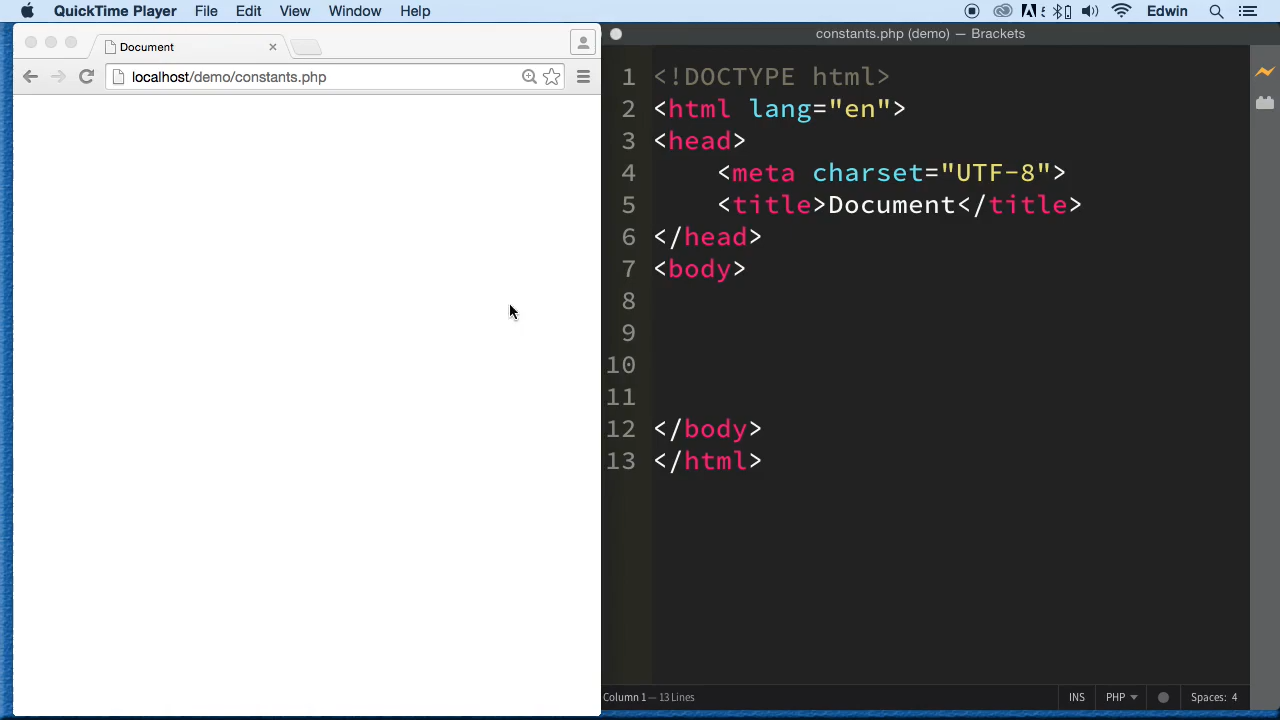 QuickTime Player File Edit View Window Help Edwin
Document
localhost/demo/constants.php
constants.php (demo) — Brackets
1 <!DOCTYPE html>
2 <html lang="en">
3 <head>
4 <meta charset="UTF-8">
5 <title>Document</title>
6 </head>
7 <body>
8
9
10
11
12 </body>
13 </html>
Column 1 — 13 Lines INS PHP Spaces: 4